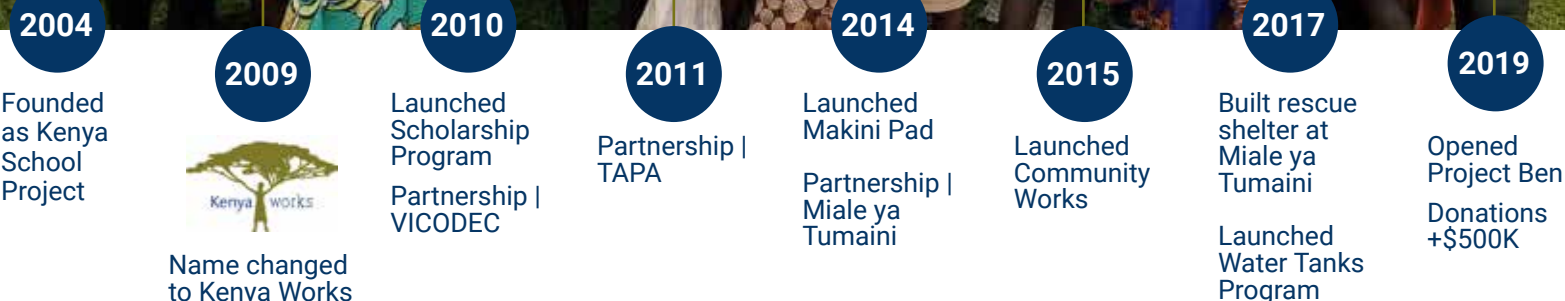 2004
Founded
as Kenya
School
Project
2009
Kenya works
Name changed
to Kenya Works
2010
Launched
Scholarship
Program
Partnership |
VICODEC
2011
Partnership |
TAPA
2014
Launched
Makini Pad
Partnership |
Miale ya
Tumaini
2015
Launched
Community
Works
2017
Built rescue
shelter at
Miale ya
Tumaini
Launched
Water Tanks
Program
2019
Opened
Project Ben
Donations
+$500K